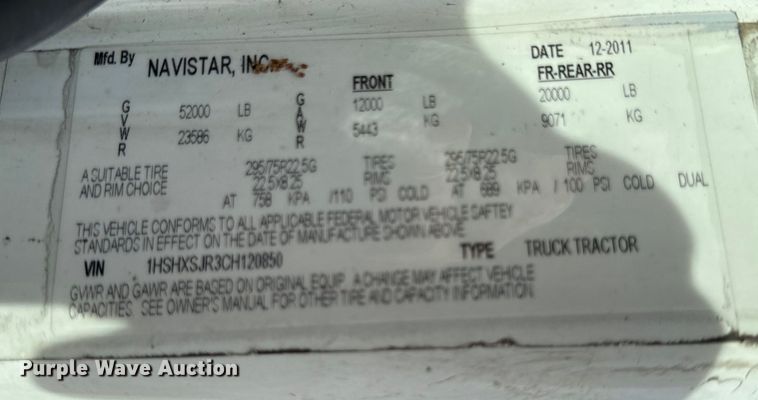 Mfd. By NAVISTAR, INC DATE 12-2011
FRONT FR-REAR-RR
GVWR 52000 LB GAWR 12000 LB 20000 LB
23586 KG 5443 KG 9071 KG
A SUITABLE TIRE 295/75R22.5G TIRES 295/75R22.5G TIRES
AND RIM CHOICE 22.5X8.25 RIMS 22.5X8.25 RIMS
AT 758 KPA /110 PSI COLD AT 689 KPA / 100 PSI COLD DUAL
THIS VEHICLE CONFORMS TO ALL APPLICABLE FEDERAL MOTOR VEHICLE SAFTEY
STANDARDS IN EFFECT ON THE DATE OF MANUFACTURE SHOWN ABOVE
VIN 1HSHXSJR3CH120850 TYPE TRUCK TRACTOR
GVWR AND GAWR ARE BASED ON ORIGINAL EQUIP. A CHANGE MAY AFFECT VEHICLE
CAPACITIES. SEE OWNER'S MANUAL FOR OTHER TIRE AND CAPACITY INFORMATION.
Purple Wave Auction